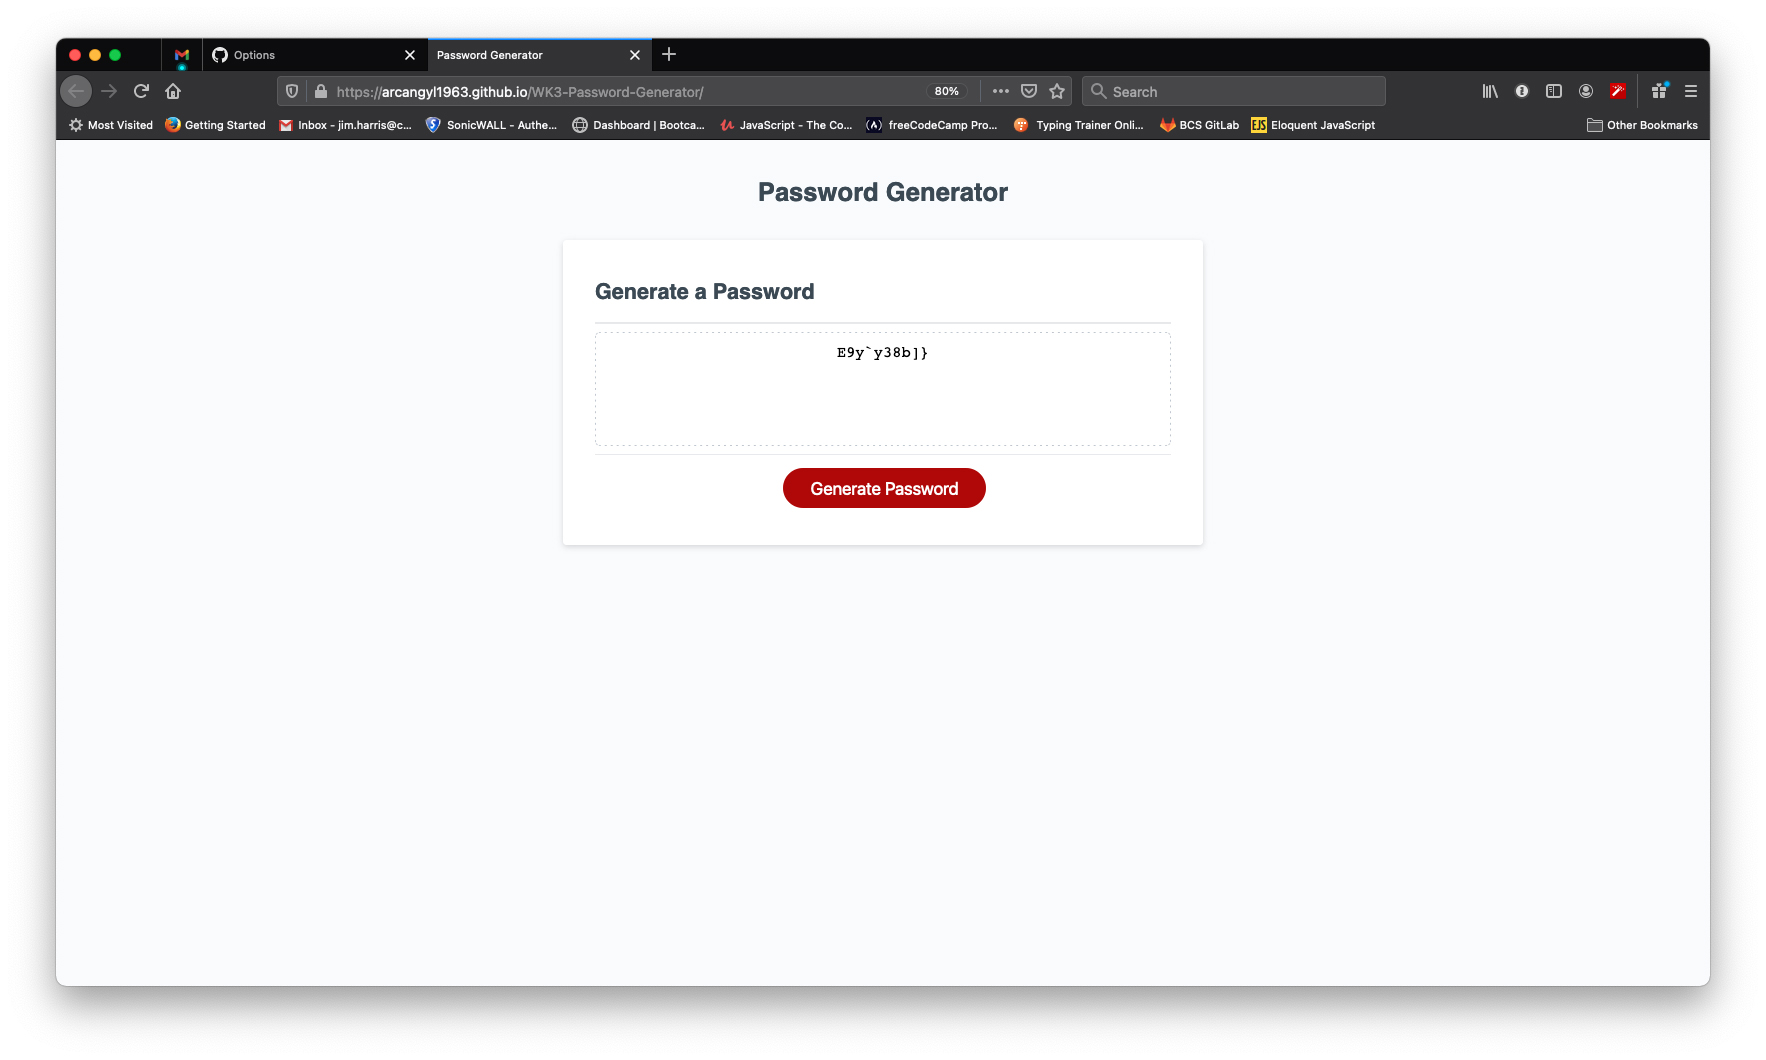 Options
Password Generator
https://arcangyl1963.github.io/WK3-Password-Generator/
80%
Search
Most Visited
Getting Started
Inbox - jim.harris@c...
SonicWALL - Authe...
Dashboard | Bootca...
JavaScript - The Co...
freeCodeCamp Pro...
Typing Trainer Onli...
BCS GitLab
EJS
Eloquent JavaScript
Other Bookmarks
Password Generator
Generate a Password
E9y`y38b]}
Generate Password